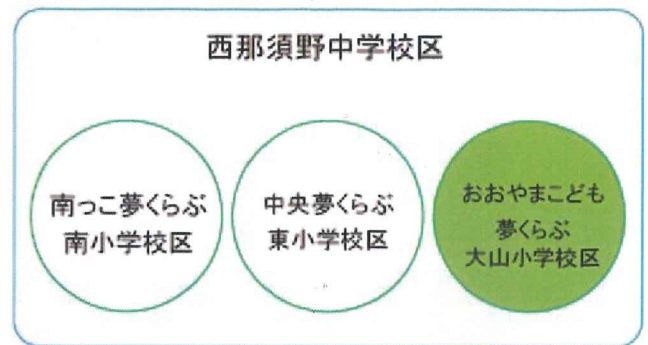 西那須野中学校区
南っこ夢くらぶ
南小学校区
中央夢くらぶ
東小学校区
おおやまこども
夢くらぶ
大山小学校区